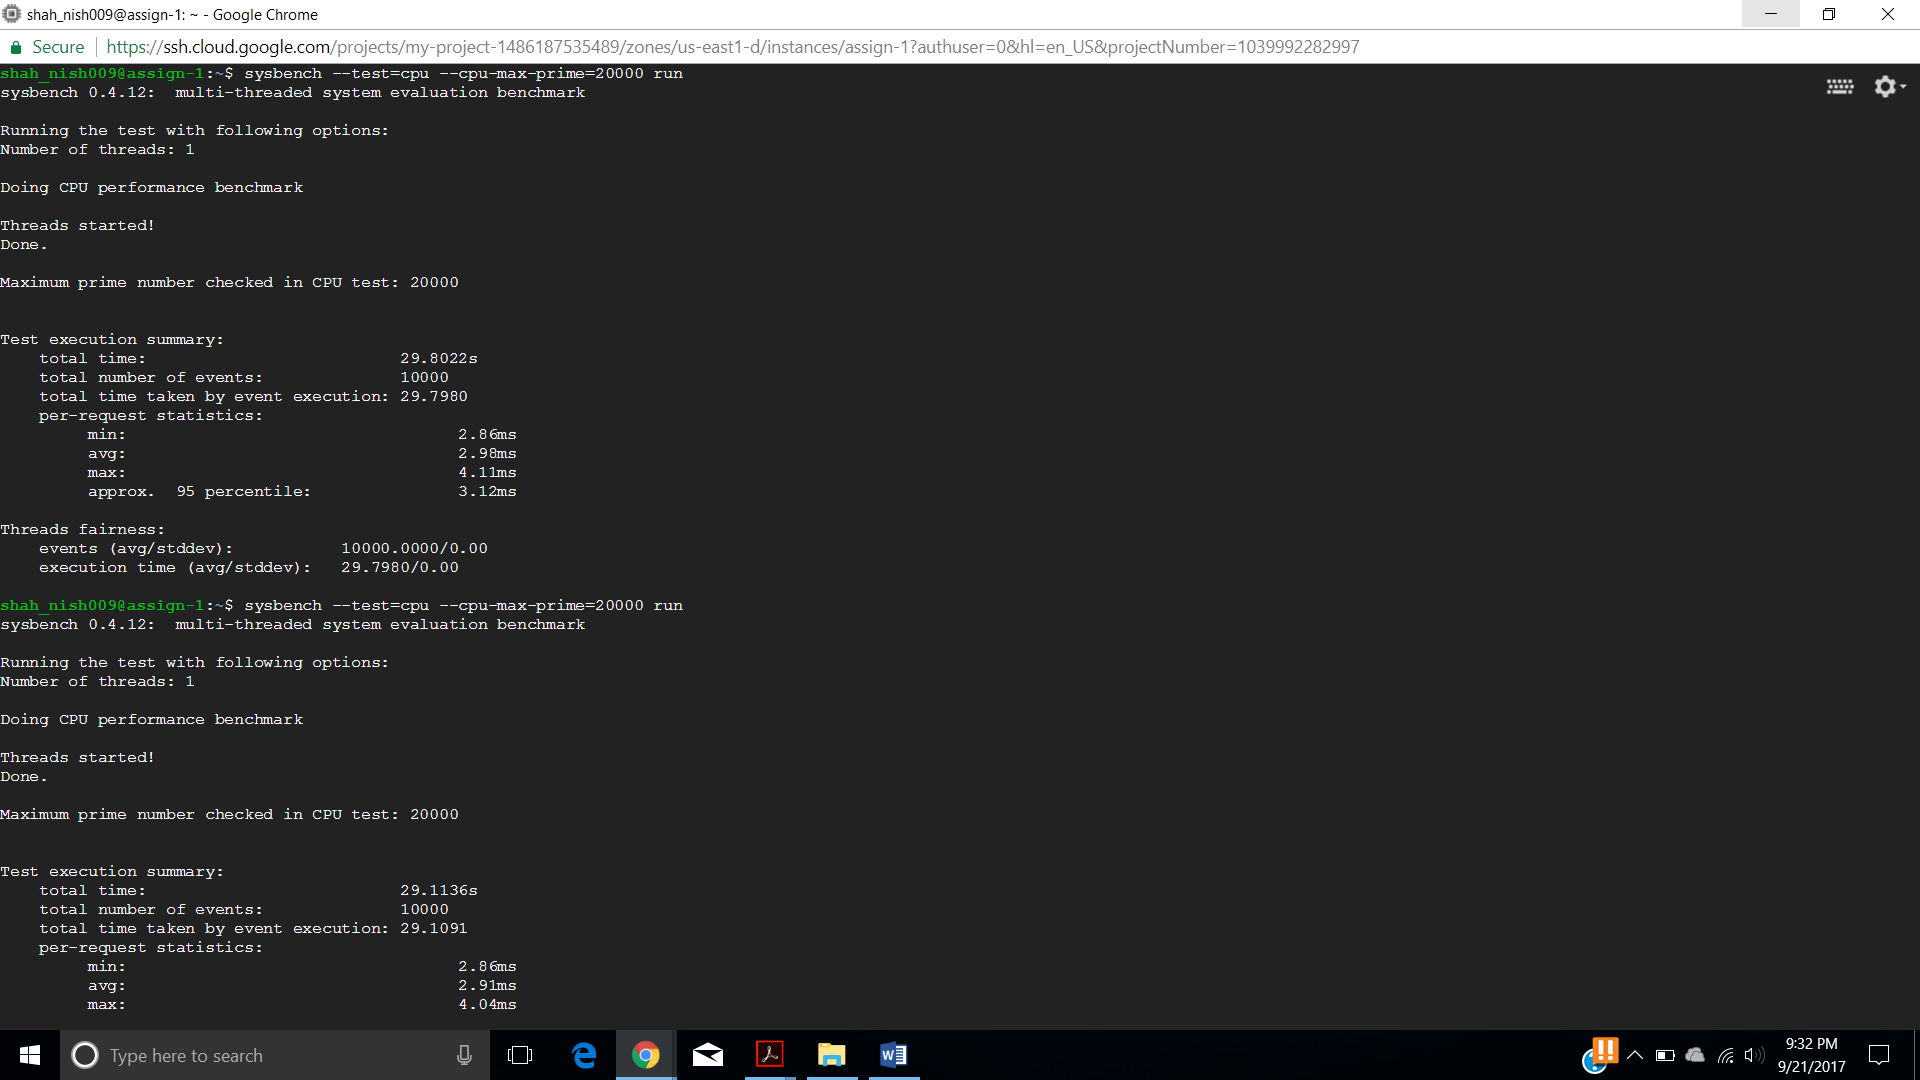 shah_nish009@assign-1: ~ - Google Chrome
Secure https://ssh.cloud.google.com/projects/my-project-1486187535489/zones/us-east1-d/instances/assign-1?authuser=0&hl=en_US&projectNumber=1039992282997
shah_nish009@assign-1:~$ sysbench --test=cpu --cpu-max-prime=20000 run
sysbench 0.4.12:  multi-threaded system evaluation benchmark
Running the test with following options:
Number of threads: 1
Doing CPU performance benchmark
Threads started!
Done.
Maximum prime number checked in CPU test: 20000
Test execution summary:
total time: 29.8022s
total number of events: 10000
total time taken by event execution: 29.7980
per-request statistics:
min: 2.86ms
avg: 2.98ms
max: 4.11ms
approx.  95 percentile: 3.12ms
Threads fairness:
events (avg/stddev): 10000.0000/0.00
execution time (avg/stddev): 29.7980/0.00
shah_nish009@assign-1:~$ sysbench --test=cpu --cpu-max-prime=20000 run
sysbench 0.4.12:  multi-threaded system evaluation benchmark
Running the test with following options:
Number of threads: 1
Doing CPU performance benchmark
Threads started!
Done.
Maximum prime number checked in CPU test: 20000
Test execution summary:
total time: 29.1136s
total number of events: 10000
total time taken by event execution: 29.1091
per-request statistics:
min: 2.86ms
avg: 2.91ms
max: 4.04ms
Type here to search
9:32 PM
9/21/2017